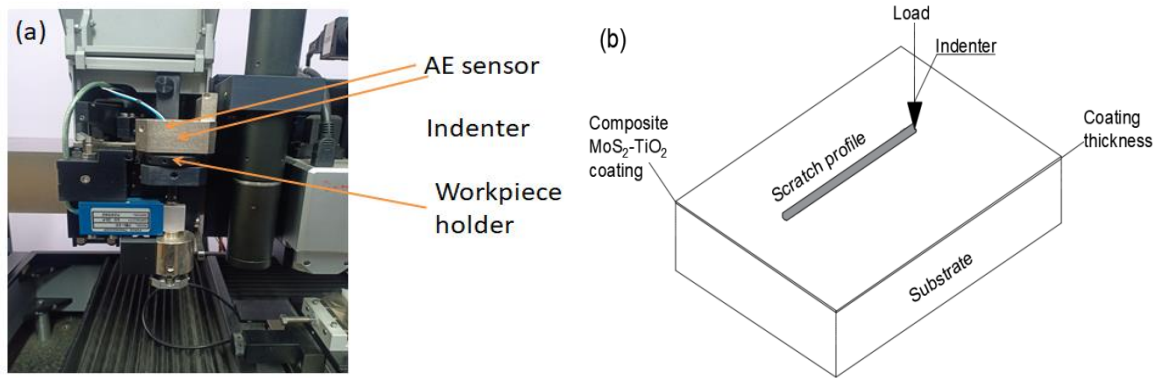 (a)
AE sensor
Indenter
Workpiece
holder
(b)
Load
Indenter
Composite
MoS2-TiO2
coating
Scratch profile
Coating
thickness
Substrate